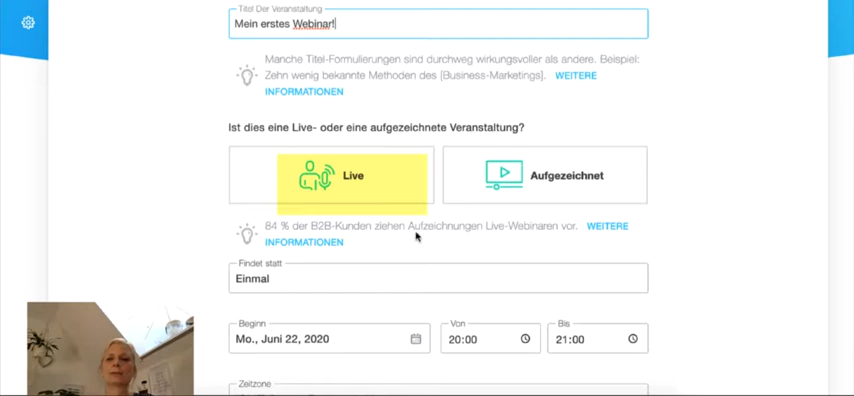 Titel Der Veranstaltung
Mein erstes Webinar!
Manche Titel-Formulierungen sind durchweg wirkungsvoller als andere. Beispiel:
Zehn wenig bekannte Methoden des [Business-Marketings]. WEITERE
INFORMATIONEN
Ist dies eine Live- oder eine aufgezeichnete Veranstaltung?
Live
Aufgezeichnet
84 % der B2B-Kunden ziehen Aufzeichnungen Live-Webinaren vor. WEITERE
INFORMATIONEN
Findet statt
Einmal
Beginn
Mo., Juni 22, 2020
Von
20:00
Bis
21:00
Zeitzone